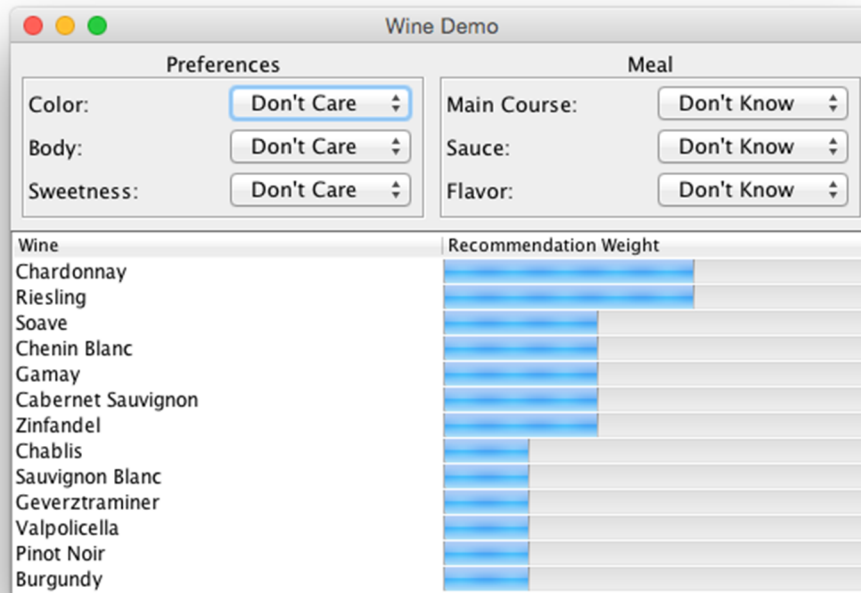 Wine Demo
Preferences
Color: Don't Care
Body: Don't Care
Sweetness: Don't Care
Meal
Main Course: Don't Know
Sauce: Don't Know
Flavor: Don't Know
Wine Recommendation Weight
Chardonnay
Riesling
Soave
Chenin Blanc
Gamay
Cabernet Sauvignon
Zinfandel
Chablis
Sauvignon Blanc
Geverztraminer
Valpolicella
Pinot Noir
Burgundy